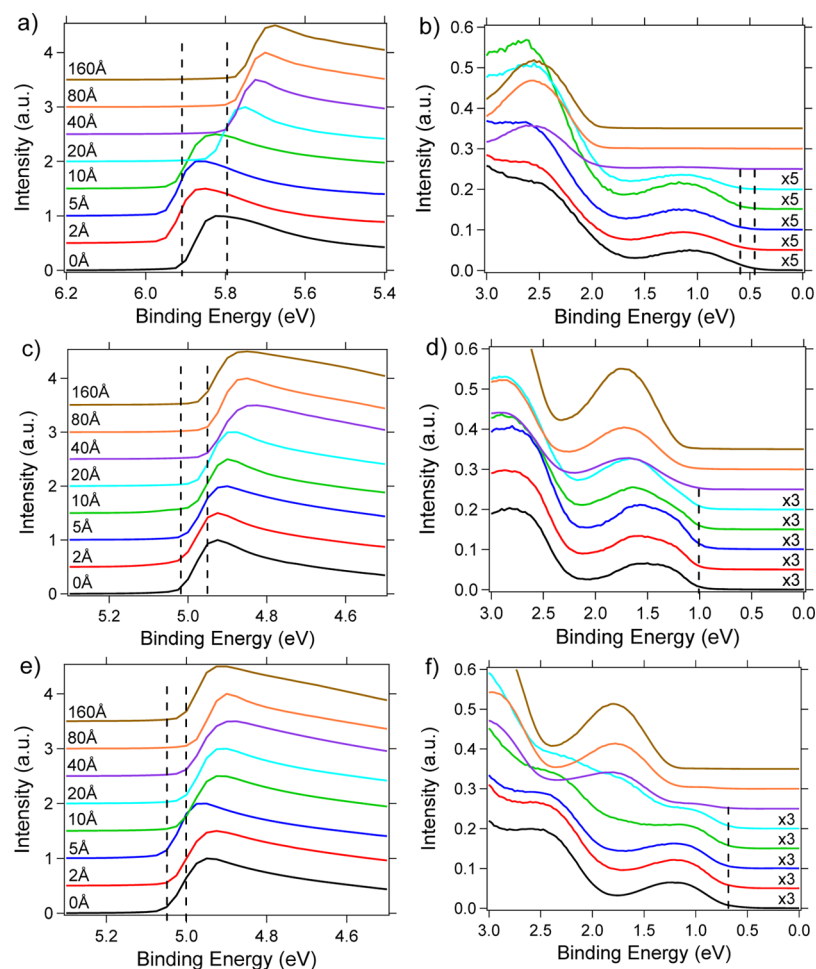 a)
Intensity (a.u.)
4
3
2
1
0
160Å
80Å
40Å
20Å
10Å
5Å
2Å
0Å
6.2 6.0 5.8 5.6 5.4
Binding Energy (eV)
b)
Intensity (a.u.)
0.6
0.5
0.4
0.3
0.2
0.1
0.0
x5
x5
x5
x5
x5
3.0 2.5 2.0 1.5 1.0 0.5 0.0
Binding Energy (eV)
c)
Intensity (a.u.)
4
3
2
1
0
160Å
80Å
40Å
20Å
10Å
5Å
2Å
0Å
5.2 5.0 4.8 4.6
Binding Energy (eV)
d)
Intensity (a.u.)
0.6
0.5
0.4
0.3
0.2
0.1
0.0
x3
x3
x3
x3
x3
3.0 2.5 2.0 1.5 1.0 0.5 0.0
Binding Energy (eV)
e)
Intensity (a.u.)
4
3
2
1
0
160Å
80Å
40Å
20Å
10Å
5Å
2Å
0Å
5.2 5.0 4.8 4.6
Binding Energy (eV)
f)
Intensity (a.u.)
0.6
0.5
0.4
0.3
0.2
0.1
0.0
x3
x3
x3
x3
x3
3.0 2.5 2.0 1.5 1.0 0.5 0.0
Binding Energy (eV)